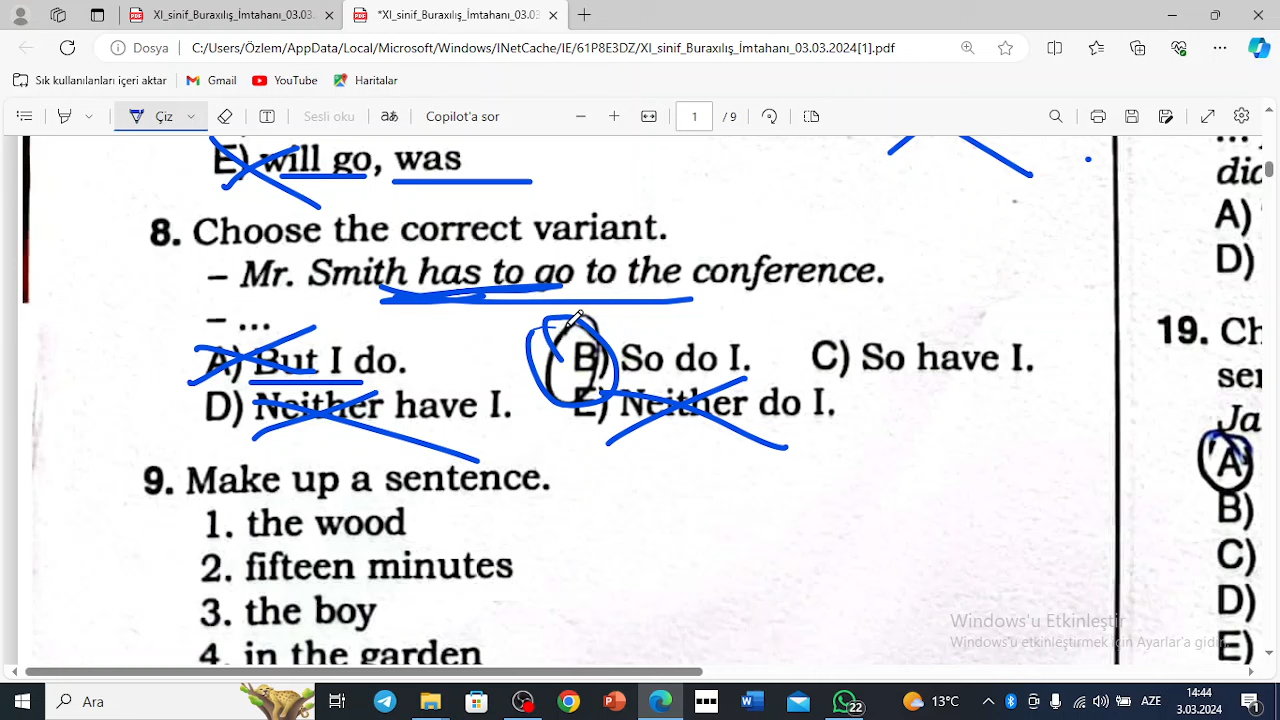 XI_sinif_Buraxılış_İmtahanı_03.03.
*XI_sinif_Buraxılış_İmtahanı_03.0
Dosya
C:/Users/Özlem/AppData/Local/Microsoft/Windows/INetCache/IE/61P8E3DZ/XI_sinif_Buraxılış_İmtahanı_03.03.2024[1].pdf
Sık kullanılanları içeri aktar
Gmail
YouTube
Haritalar
Çiz
Sesli oku
Copilot'a sor
1 / 9
E) will go, was
8. Choose the correct variant.
– Mr. Smith has to go to the conference.
– ...
A) But I do. B) So do I. C) So have I.
D) Neither have I. E) Neither do I.
9. Make up a sentence.
1. the wood
2. fifteen minutes
3. the boy
4. in the garden
... 
A)
D)
19. Ch
Ja
A)
B)
C)
D)
E)
Windows'u Etkinleştir
Windows'u etkinleştirmek için Ayarlar'a gidin.
Ara
22
13°C
AZE
14:44
3.03.2024